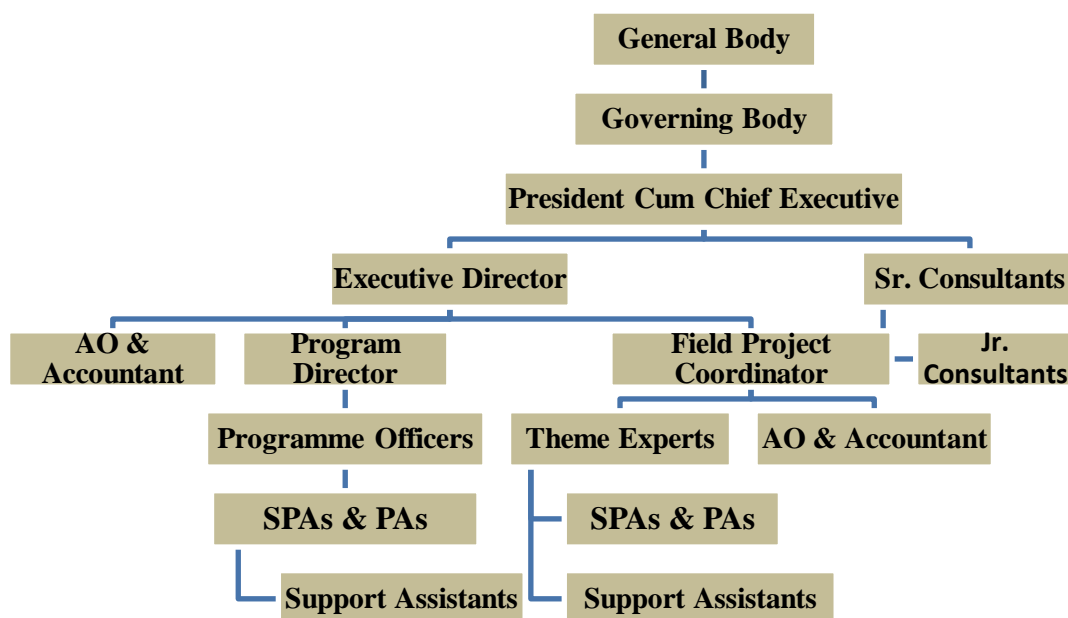 General Body
Governing Body
President Cum Chief Executive
Executive Director
Sr. Consultants
AO &
Accountant
Program
Director
Field Project
Coordinator
Jr.
Consultants
Programme Officers
Theme Experts
AO & Accountant
SPAs & PAs
SPAs & PAs
Support Assistants
Support Assistants